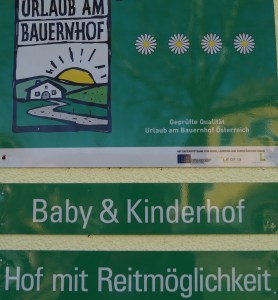 URLAUB AM
BAUERNHOF
Geprüfte Qualität
Urlaub am Bauernhof Österreich
Baby & Kinderhof
Hof mit Reitmöglichkeit